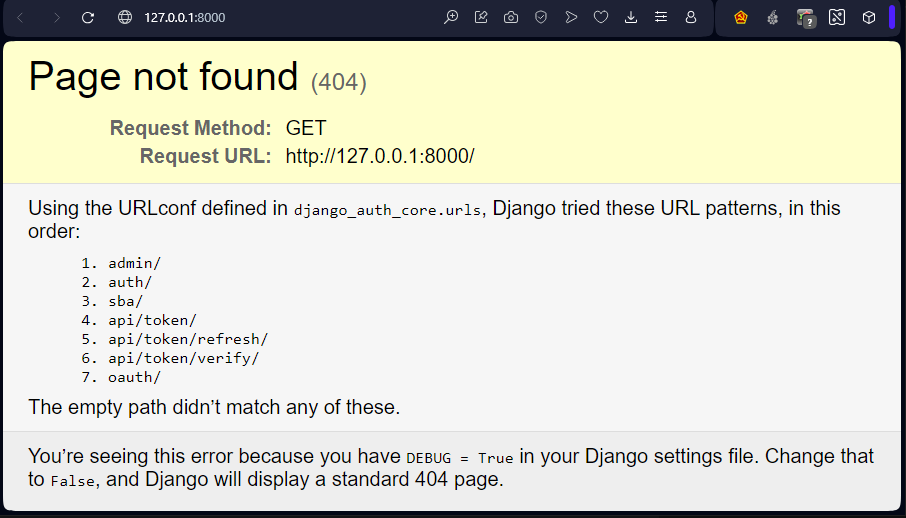 127.0.0.1:8000
?
Page not found (404)
Request Method: GET
Request URL: http://127.0.0.1:8000/
Using the URLconf defined in django_auth_core.urls, Django tried these URL patterns, in this
order:
1. admin/
2. auth/
3. sba/
4. api/token/
5. api/token/refresh/
6. api/token/verify/
7. oauth/
The empty path didn’t match any of these.
You’re seeing this error because you have DEBUG = True in your Django settings file. Change that
to False, and Django will display a standard 404 page.